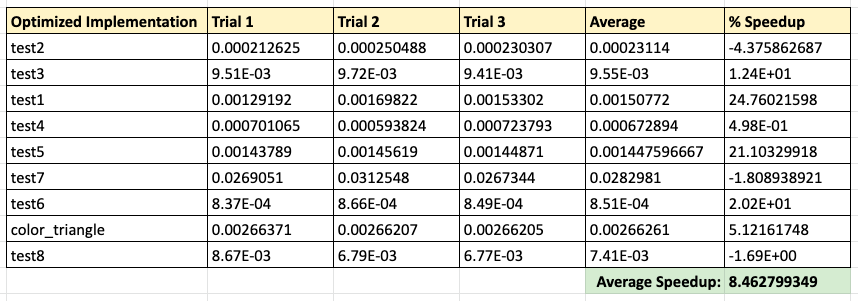 Optimized Implementation Trial 1 Trial 2 Trial 3 Average % Speedup
test2 0.000212625 0.000250488 0.000230307 0.00023114 -4.375862687
test3 9.51E-03 9.72E-03 9.41E-03 9.55E-03 1.24E+01
test1 0.00129192 0.00169822 0.00153302 0.00150772 24.76021598
test4 0.000701065 0.000593824 0.000723793 0.000672894 4.98E-01
test5 0.00143789 0.00145619 0.00144871 0.001447596667 21.10329918
test7 0.0269051 0.0312548 0.0267344 0.0282981 -1.808938921
test6 8.37E-04 8.66E-04 8.49E-04 8.51E-04 2.02E+01
color_triangle 0.00266371 0.00266207 0.00266205 0.00266261 5.12161748
test8 8.67E-03 6.79E-03 6.77E-03 7.41E-03 -1.69E+00
Average Speedup: 8.462799349